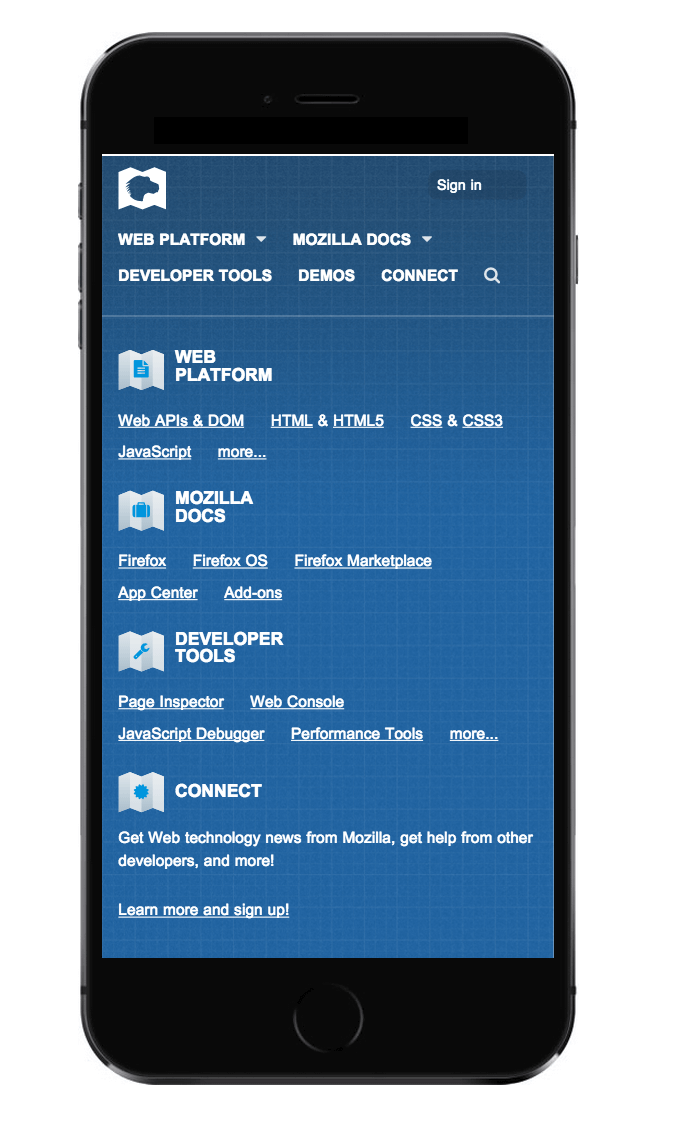 Sign in
WEB PLATFORM MOZILLA DOCS
DEVELOPER TOOLS DEMOS CONNECT
WEB
PLATFORM
Web APIs & DOM HTML & HTML5 CSS & CSS3
JavaScript more...
MOZILLA
DOCS
Firefox Firefox OS Firefox Marketplace
App Center Add-ons
DEVELOPER
TOOLS
Page Inspector Web Console
JavaScript Debugger Performance Tools more...
CONNECT
Get Web technology news from Mozilla, get help from other
developers, and more!
Learn more and sign up!